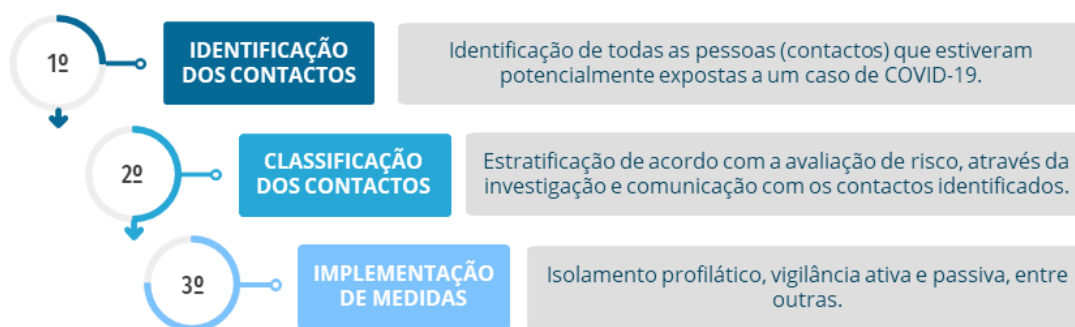 1º
IDENTIFICAÇÃO
DOS CONTACTOS
Identificação de todas as pessoas (contactos) que estiveram
potencialmente expostas a um caso de COVID-19.
2º
CLASSIFICAÇÃO
DOS CONTACTOS
Estratificação de acordo com a avaliação de risco, através da
investigação e comunicação com os contactos identificados.
3º
IMPLEMENTAÇÃO
DE MEDIDAS
Isolamento profilático, vigilância ativa e passiva, entre
outras.